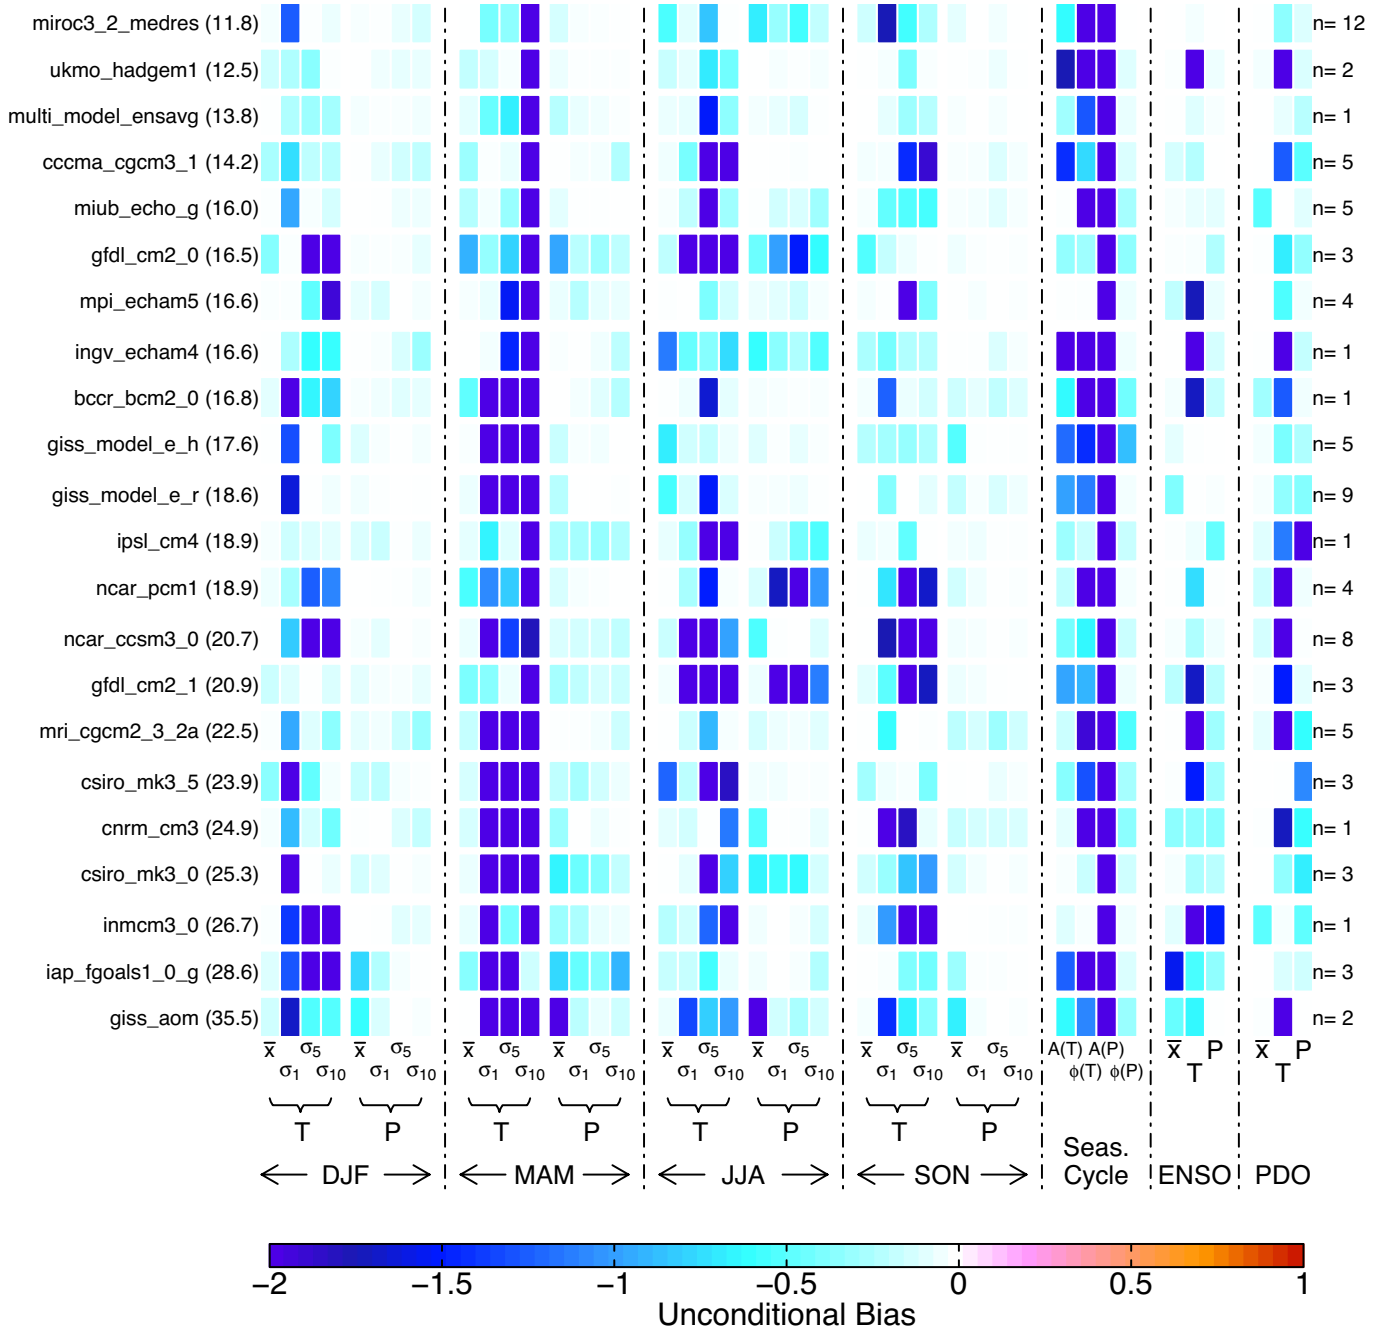 miroc3_2_medres (11.8) n= 12
ukmo_hadgem1 (12.5) n= 2
multi_model_ensavg (13.8) n= 1
cccma_cgcm3_1 (14.2) n= 5
miub_echo_g (16.0) n= 5
gfdl_cm2_0 (16.5) n= 3
mpi_echam5 (16.6) n= 4
ingv_echam4 (16.6) n= 1
bccr_bcm2_0 (16.8) n= 1
giss_model_e_h (17.6) n= 5
giss_model_e_r (18.6) n= 9
ipsl_cm4 (18.9) n= 1
ncar_pcm1 (18.9) n= 4
ncar_ccsm3_0 (20.7) n= 8
gfdl_cm2_1 (20.9) n= 3
mri_cgcm2_3_2a (22.5) n= 5
csiro_mk3_5 (23.9) n= 3
cnrm_cm3 (24.9) n= 1
csiro_mk3_0 (25.3) n= 3
inmcm3_0 (26.7) n= 1
iap_fgoals1_0_g (28.6) n= 3
giss_aom (35.5) n= 2
x̅ σ5 x̅ σ5 x̅ σ5 x̅ σ5 x̅ σ5 x̅ σ5 x̅ σ5 x̅ σ5 A(T) A(P) x̅ P x̅ P
σ1 σ10 σ1 σ10 σ1 σ10 σ1 σ10 σ1 σ10 σ1 σ10 σ1 σ10 σ1 σ10 ϕ(T) ϕ(P) T T
T P T P T P T P
DJF MAM JJA SON Seas. Cycle ENSO PDO
−2 −1.5 −1 −0.5 0 0.5 1
Unconditional Bias